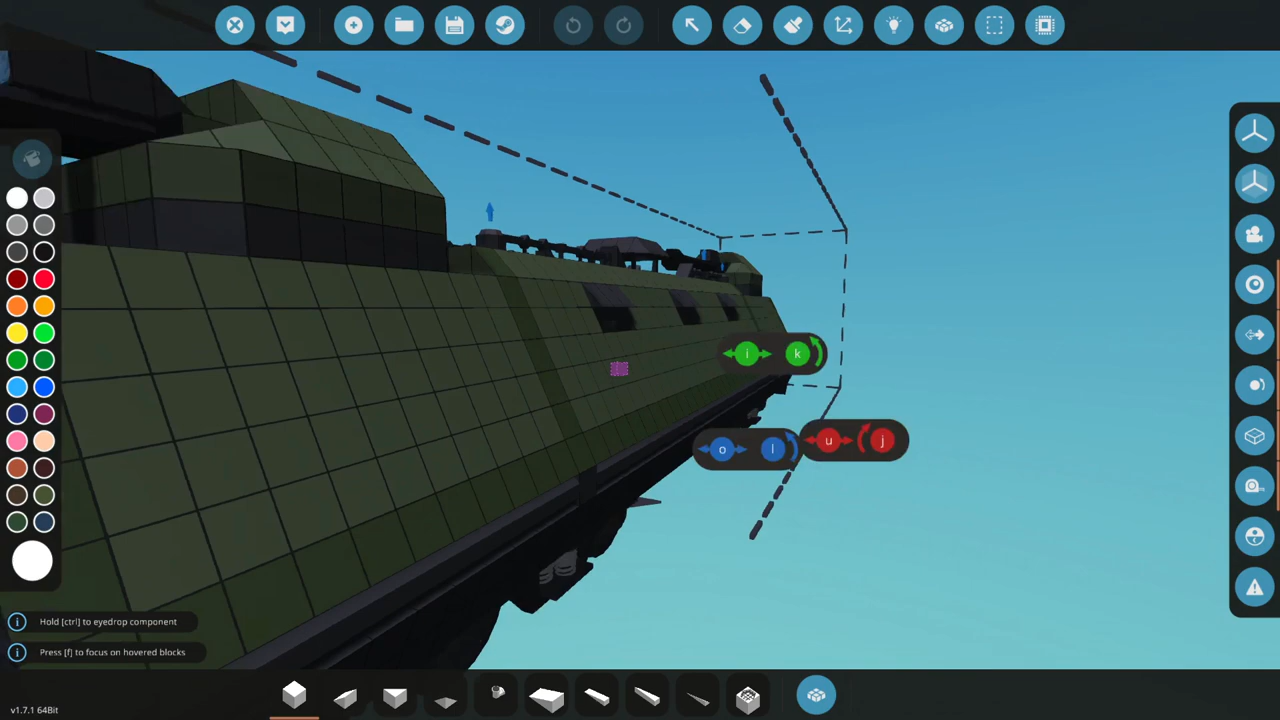 i
k
o
l
u
j
Hold [ctrl] to eyedrop component
Press [f] to focus on hovered blocks
v1.7.1 64Bit